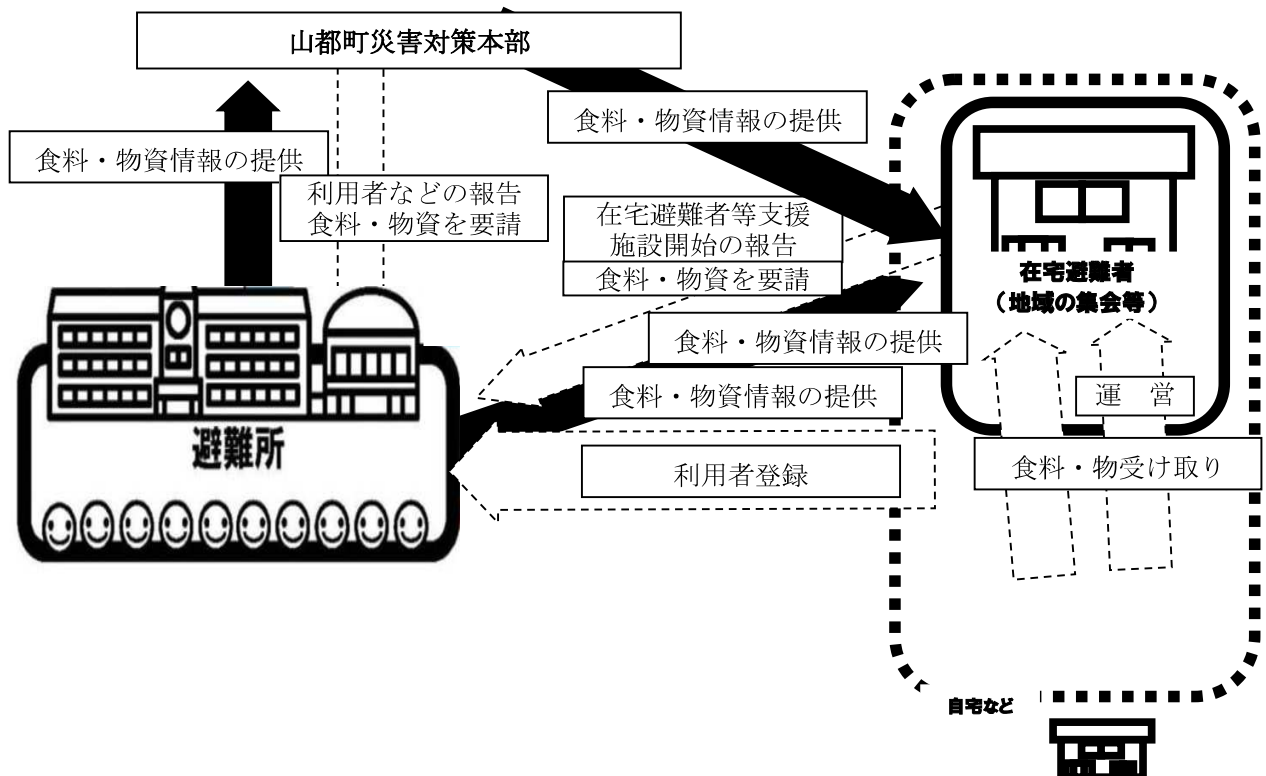 山都町災害対策本部
食料・物資情報の提供
食料・物資情報の提供
利用者などの報告
食料・物資を要請
在宅避難者等支援
施設開始の報告
食料・物資を要請
在宅避難者
（地域の集会等）
食料・物資情報の提供
食料・物資情報の提供
運　営
避難所
利用者登録
食料・物受け取り
自宅など